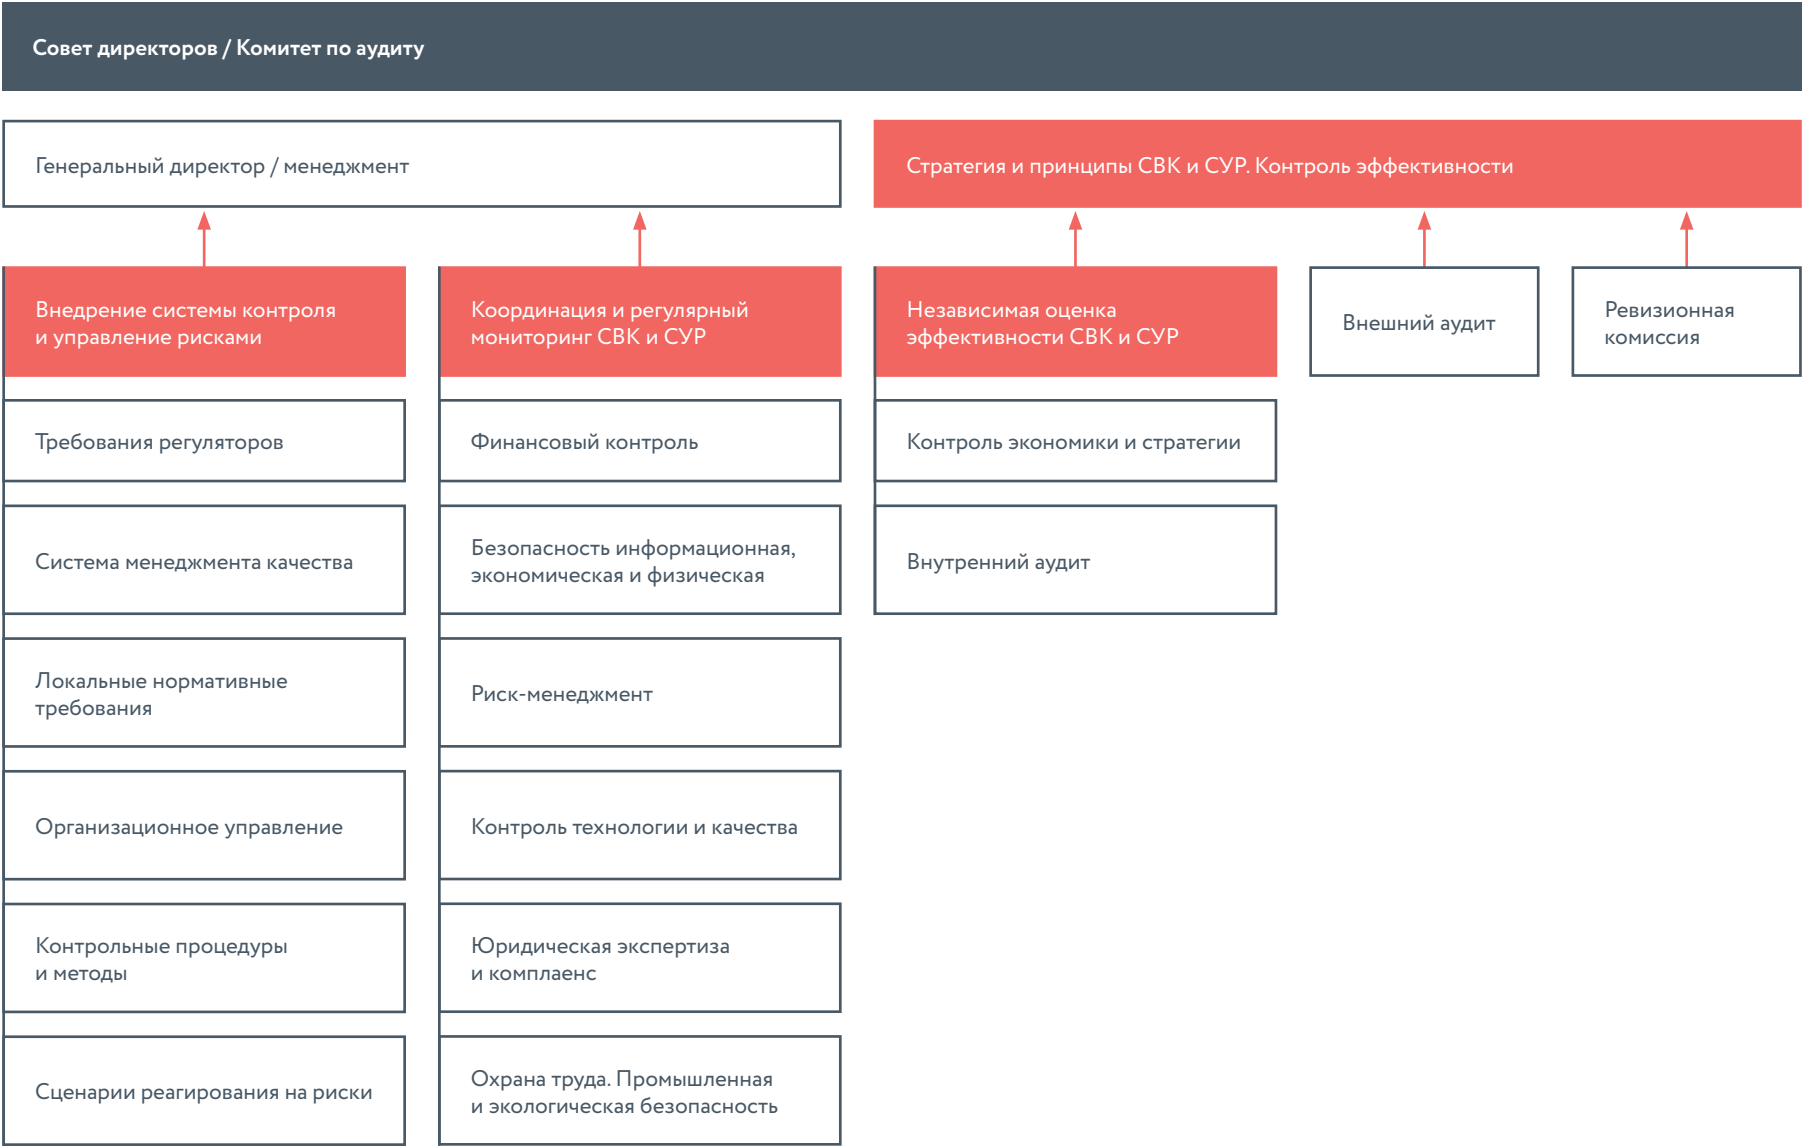 Совет директоров / Комитет по аудиту
Генеральный директор / менеджмент
Стратегия и принципы СВК и СУР. Контроль эффективности
Внедрение системы контроля
и управление рисками
Координация и регулярный
мониторинг СВК и СУР
Независимая оценка
эффективности СВК и СУР
Внешний аудит
Ревизионная
комиссия
Требования регуляторов
Система менеджмента качества
Локальные нормативные
требования
Организационное управление
Контрольные процедуры
и методы
Сценарии реагирования на риски
Финансовый контроль
Безопасность информационная,
экономическая и физическая
Риск-менеджмент
Контроль технологии и качества
Юридическая экспертиза
и комплаенс
Охрана труда. Промышленная
и экологическая безопасность
Контроль экономики и стратегии
Внутренний аудит